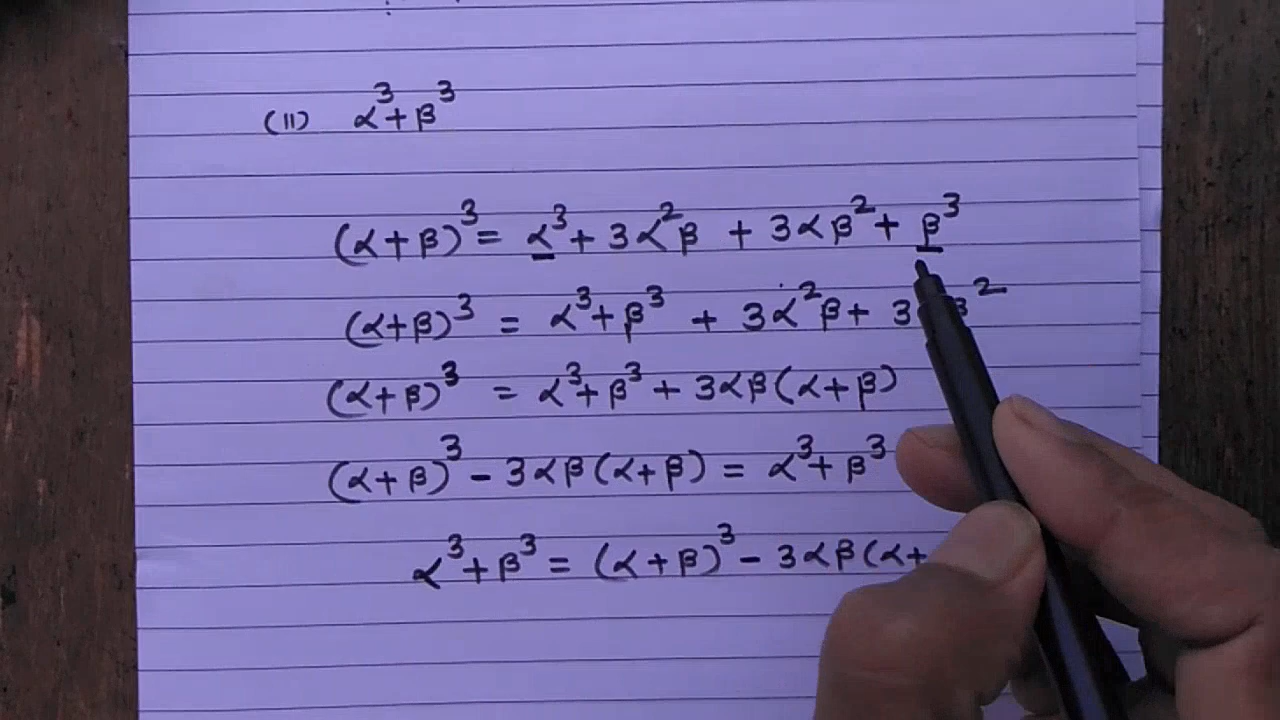 (II) α³+β³
(α+β)³= α³+ 3α²β + 3αβ²+ β³
(α+β)³ = α³+β³ + 3α²β+ 3 β²
(α+β)³ = α³+β³+3αβ(α+β)
(α+β)³-3αβ(α+β) = α³+β³
α³+β³= (α+β)³-3αβ(α+